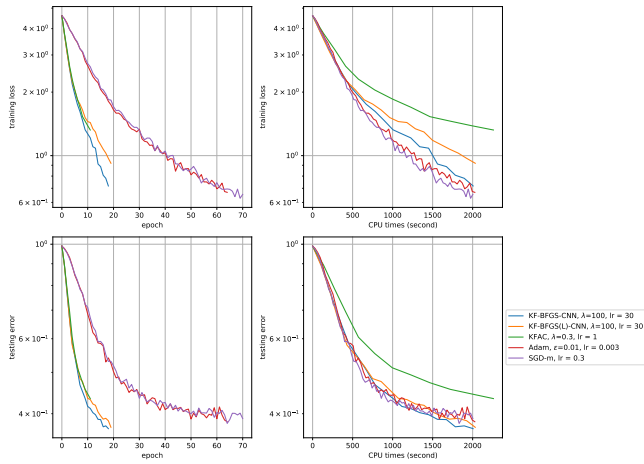 4 × 10⁰
3 × 10⁰
2 × 10⁰
10⁰
6 × 10⁻¹
training loss
0 10 20 30 40 50 60 70
epoch
4 × 10⁰
3 × 10⁰
2 × 10⁰
10⁰
6 × 10⁻¹
training loss
0 500 1000 1500 2000
CPU times (second)
10⁰
6 × 10⁻¹
4 × 10⁻¹
testing error
0 10 20 30 40 50 60 70
epoch
10⁰
6 × 10⁻¹
4 × 10⁻¹
testing error
0 500 1000 1500 2000
CPU times (second)
KF-BFGS-CNN, λ=100, lr = 30
KF-BFGS(L)-CNN, λ=100, lr = 30
KFAC, λ=0.3, lr = 1
Adam, ε=0.01, lr = 0.003
SGD-m, lr = 0.3